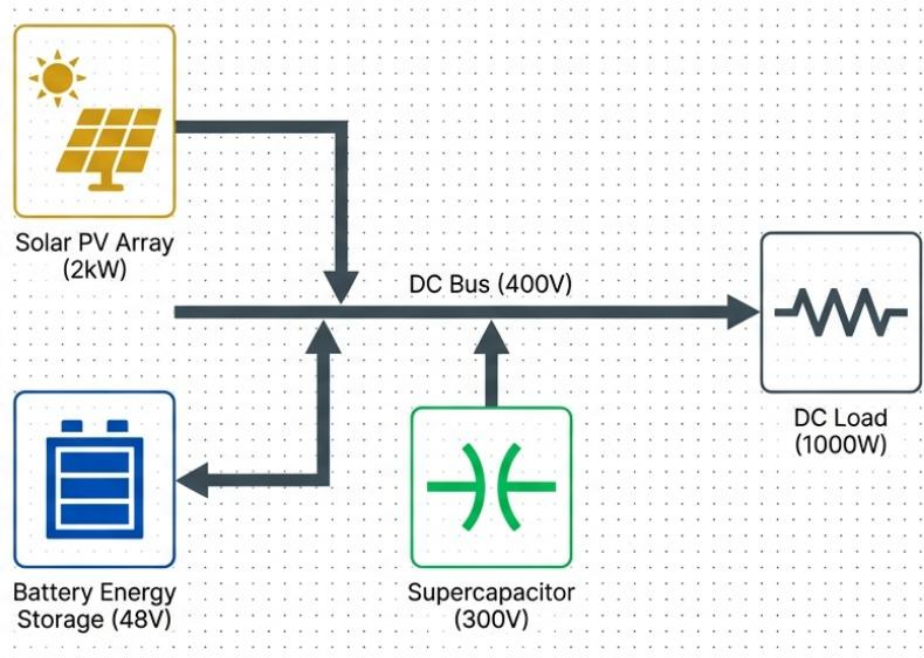 Solar PV Array
(2kW)
DC Bus (400V)
DC Load
(1000W)
Battery Energy
Storage (48V)
Supercapacitor
(300V)